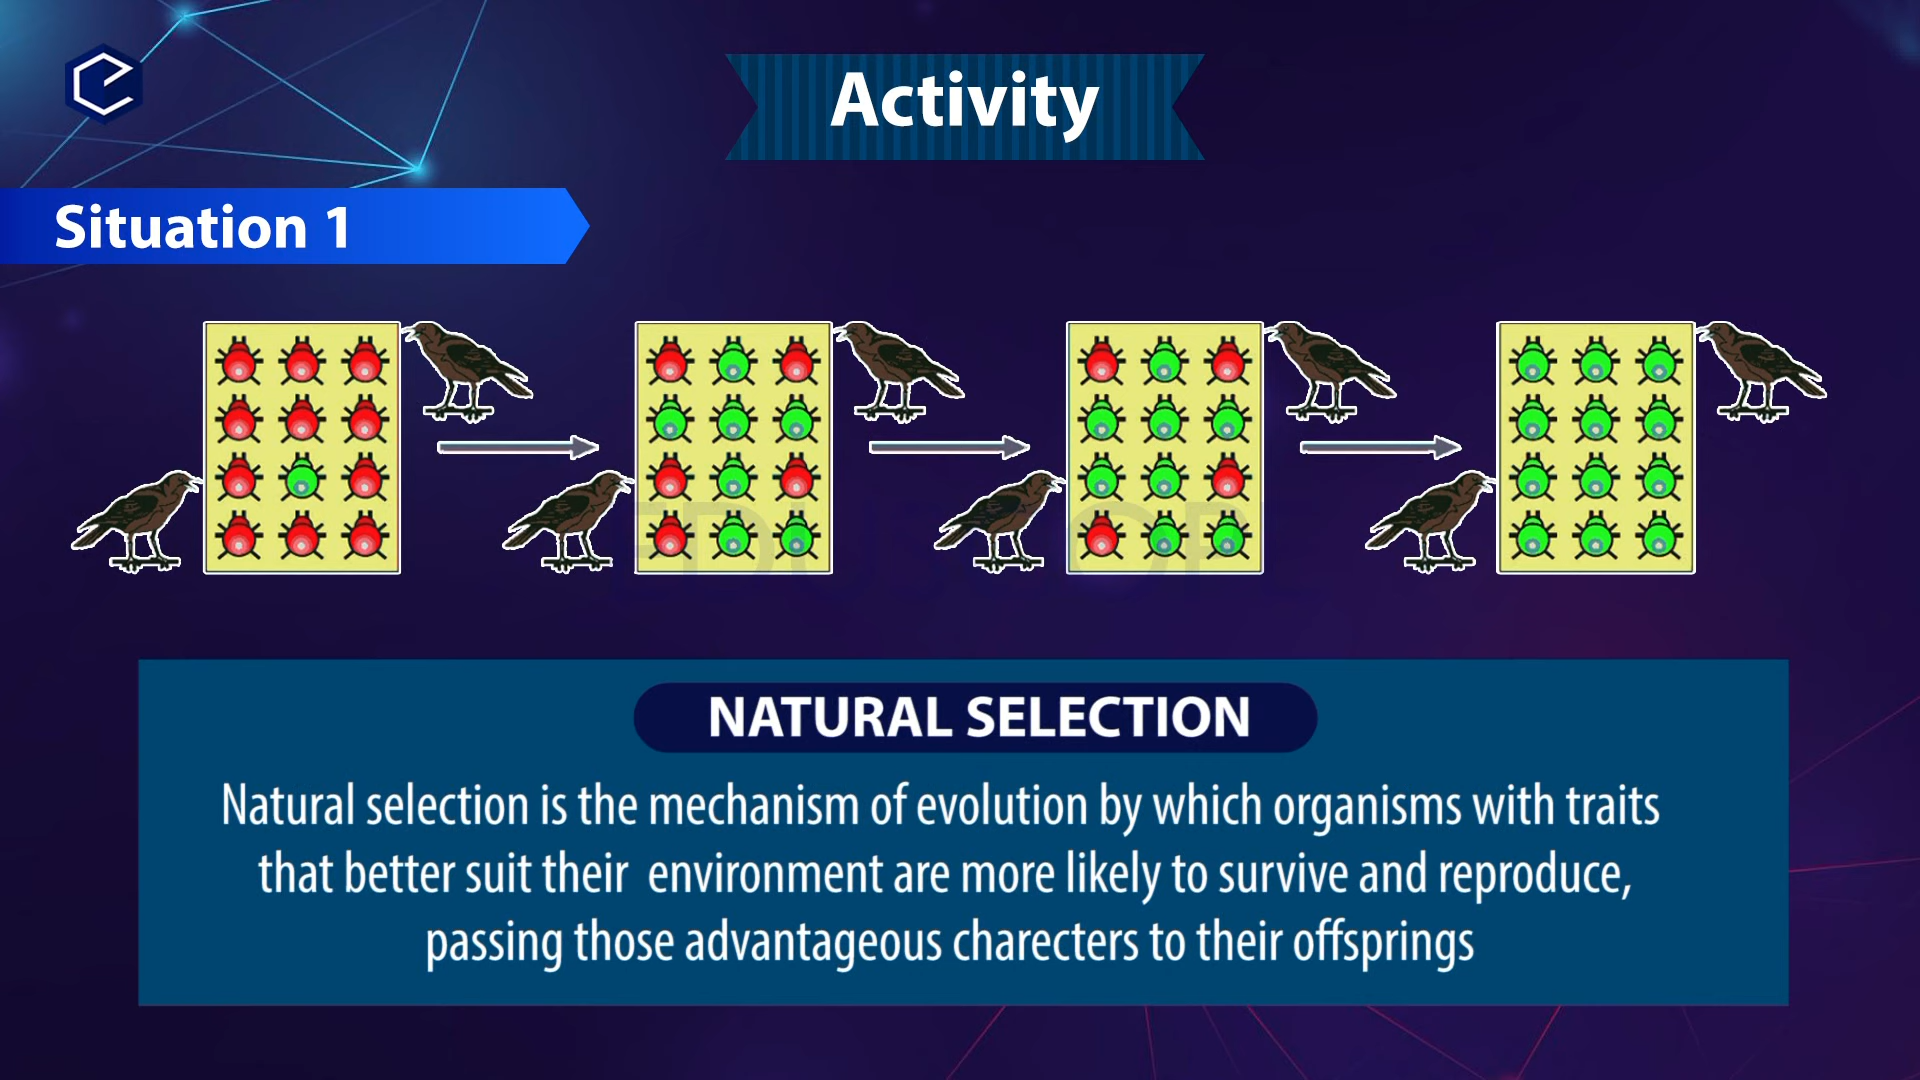 Activity
Situation 1
NATURAL SELECTION
Natural selection is the mechanism of evolution by which organisms with traits
that better suit their environment are more likely to survive and reproduce,
passing those advantageous charecters to their offsprings